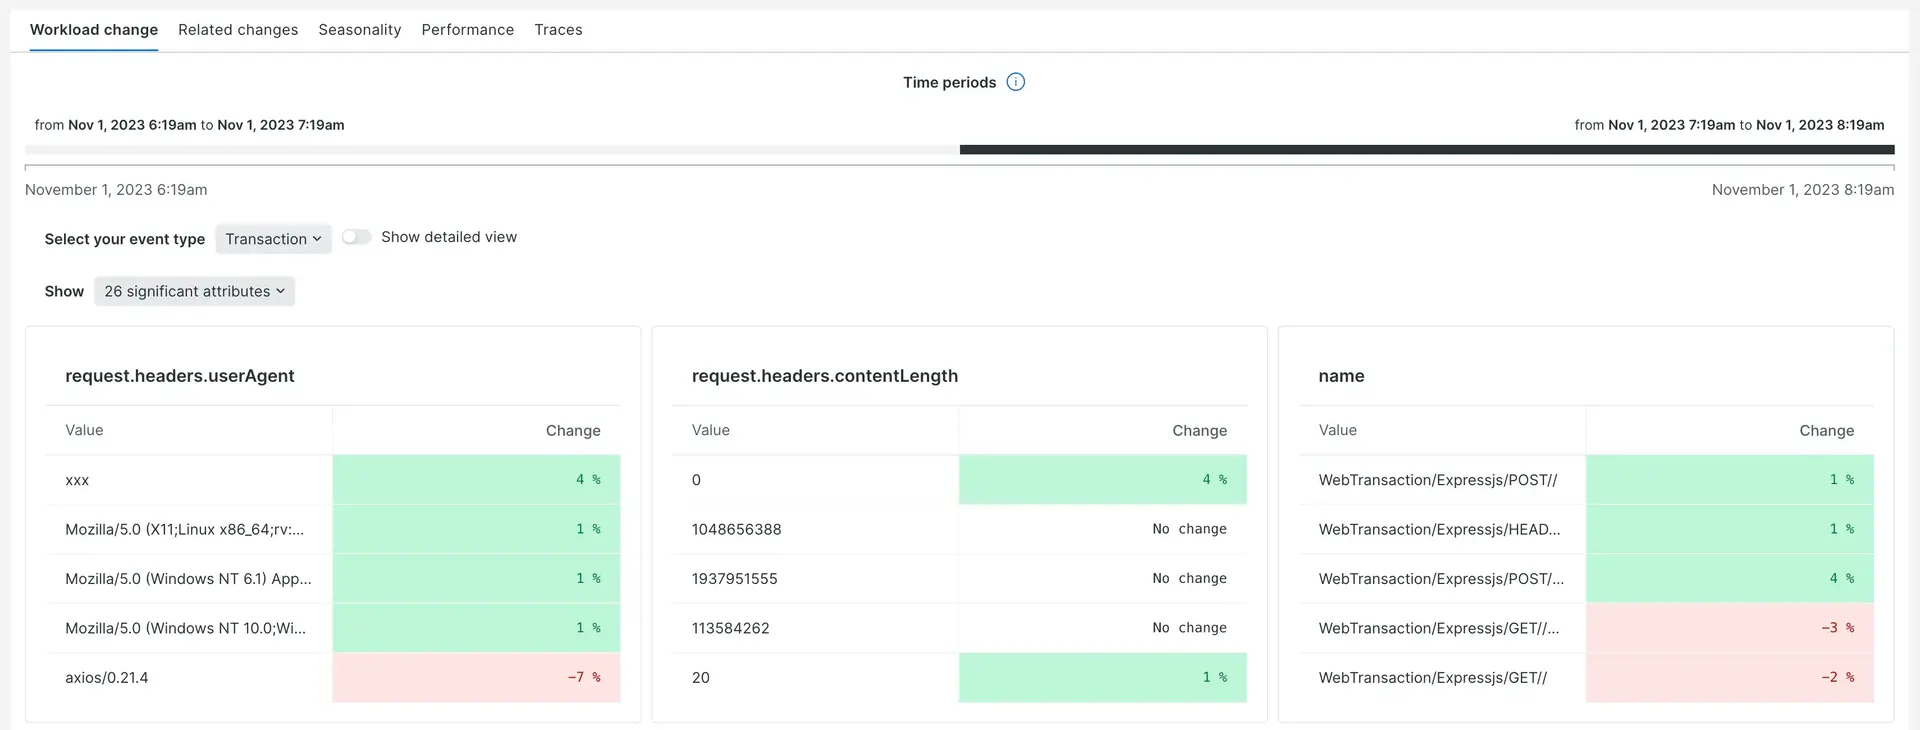 Workload change Related changes Seasonality Performance Traces
Time periods
from Nov 1, 2023 6:19am to Nov 1, 2023 7:19am
from Nov 1, 2023 7:19am to Nov 1, 2023 8:19am
November 1, 2023 6:19am
November 1, 2023 8:19am
Select your event type Transaction Show detailed view
Show 26 significant attributes
request.headers.userAgent
Value Change
xxx 4 %
Mozilla/5.0 (X11;Linux x86_64;rv:... 1 %
Mozilla/5.0 (Windows NT 6.1) App... 1 %
Mozilla/5.0 (Windows NT 10.0;Wi... 1 %
axios/0.21.4 -7 %
request.headers.contentLength
Value Change
0 4 %
1048656388 No change
1937951555 No change
113584262 No change
20 1 %
name
Value Change
WebTransaction/Expressjs/POST// 1 %
WebTransaction/Expressjs/HEAD... 1 %
WebTransaction/Expressjs/POST/... 4 %
WebTransaction/Expressjs/GET//... -3 %
WebTransaction/Expressjs/GET// -2 %